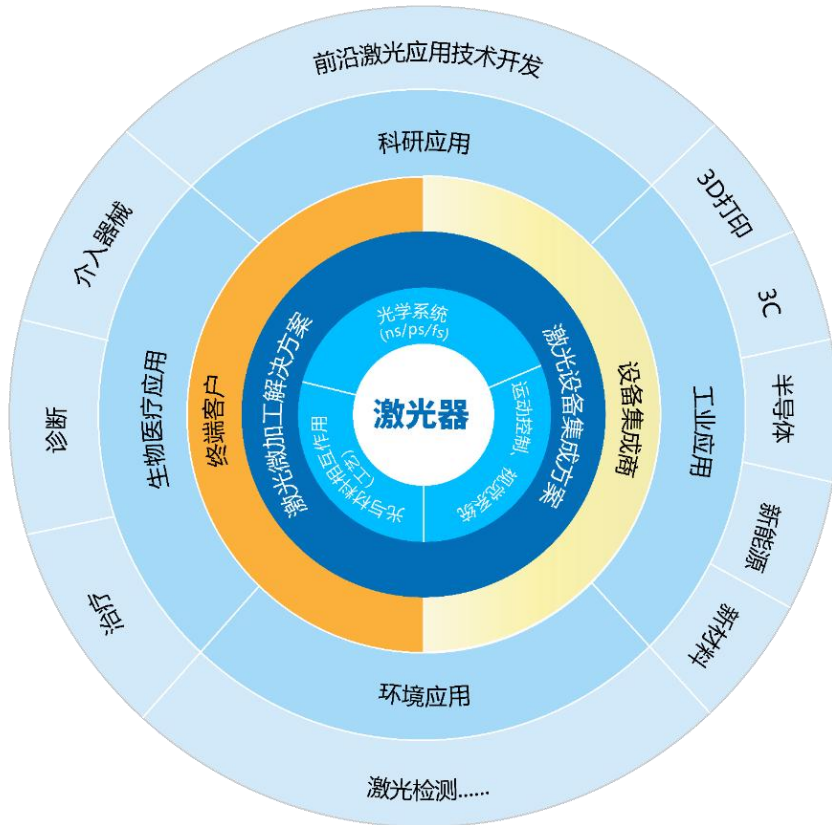 前沿激光应用技术开发
科研应用
介入器械
3D打印
3C
半导体
新能源
新材料
诊断
治疗
生物医疗应用
工业应用
终端客户
设备集成商
激光微加工解决方案
激光设备集成方案
光学系统
(ns/ps/fs)
激光器
光与材料相互作用
(工艺)
运动控制、视觉系统
环境应用
激光检测......